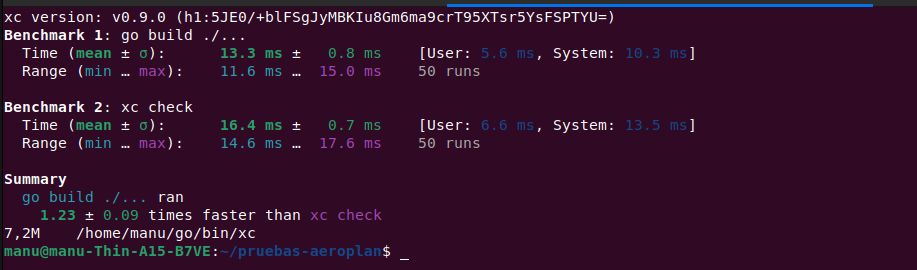 xc version: v0.9.0 (h1:5JE0/+blFSgJyMBKIu8Gm6ma9crT95XTsr5YsFSPTYU=)
Benchmark 1: go build ./...
  Time (mean ± σ):      13.3 ms ±   0.8 ms    [User: 5.6 ms, System: 10.3 ms]
  Range (min … max):    11.6 ms …  15.0 ms    50 runs

Benchmark 2: xc check
  Time (mean ± σ):      16.4 ms ±   0.7 ms    [User: 6.6 ms, System: 13.5 ms]
  Range (min … max):    14.6 ms …  17.6 ms    50 runs

Summary
  go build ./... ran
    1.23 ± 0.09 times faster than xc check
7,2M    /home/manu/go/bin/xc
manu@manu-Thin-A15-B7VE:~/pruebas-aeroplan$ _